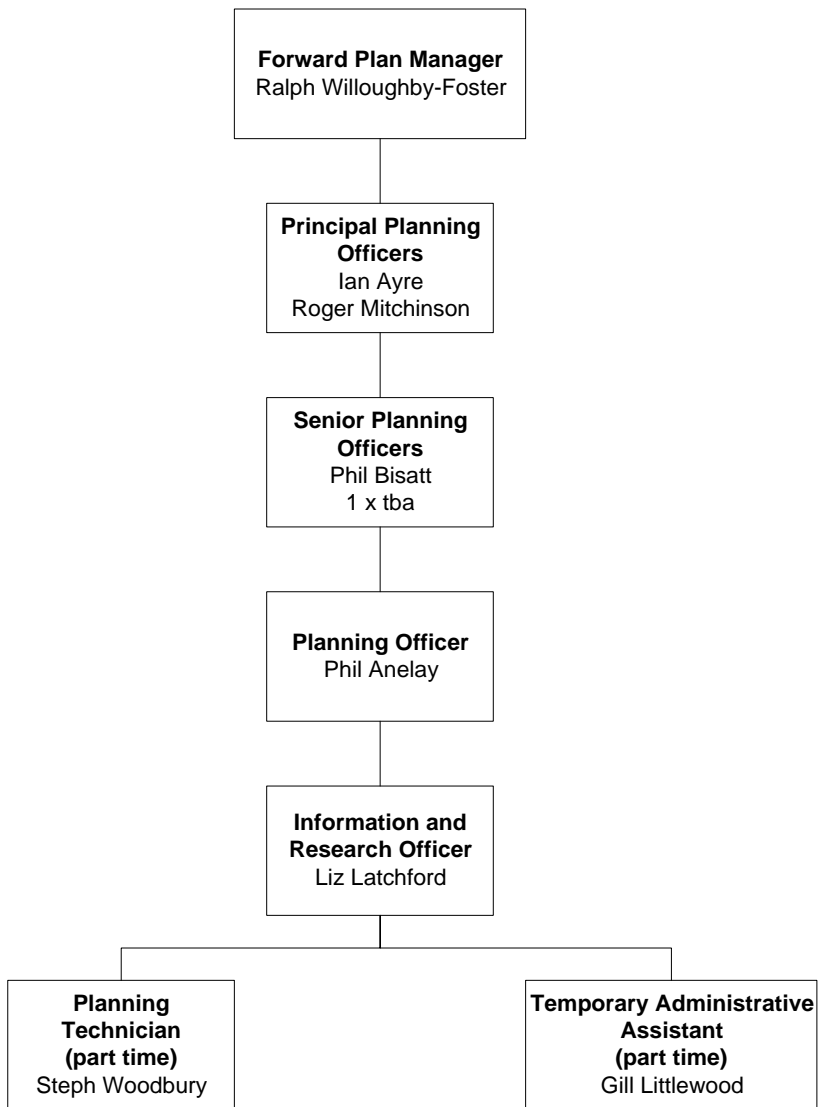 Forward Plan Manager
Ralph Willoughby-Foster
Principal Planning
Officers
Ian Ayre
Roger Mitchinson
Senior Planning
Officers
Phil Bisatt
1 x tba
Planning Officer
Phil Anelay
Information and
Research Officer
Liz Latchford
Planning
Technician
(part time)
Steph Woodbury
Temporary Administrative
Assistant
(part time)
Gill Littlewood